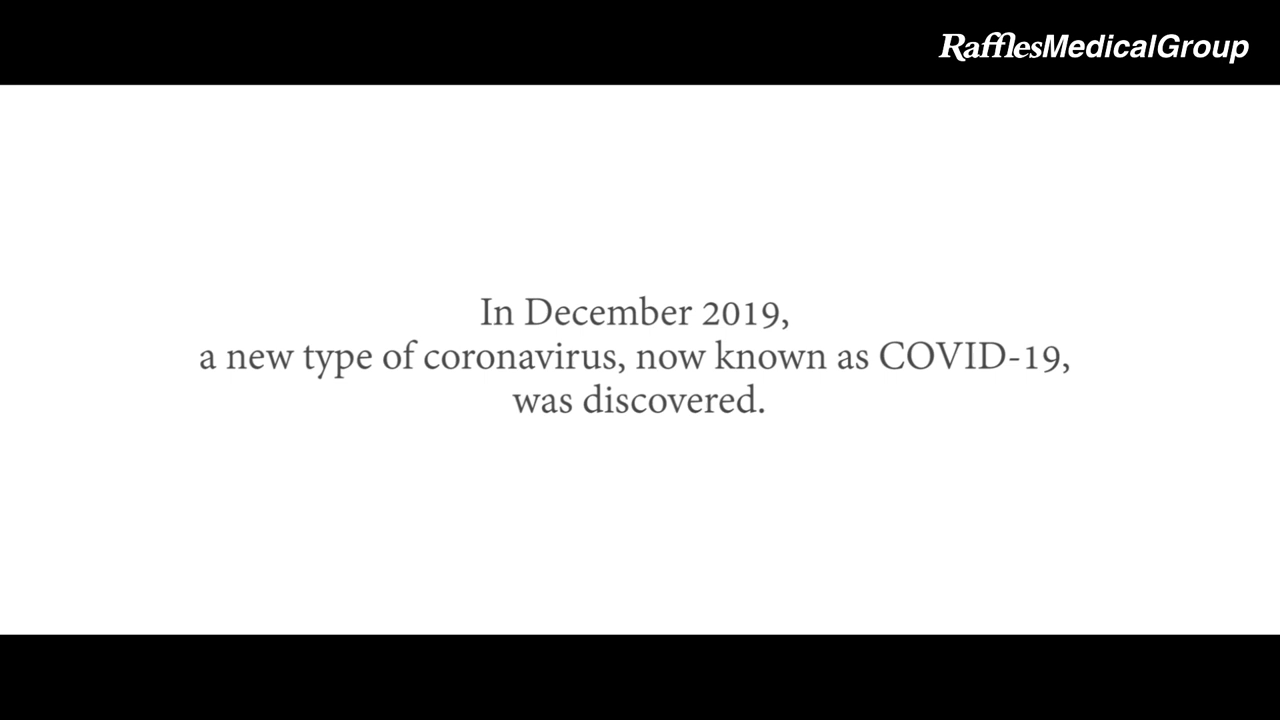 RafflesMedicalGroup
In December 2019,
a new type of coronavirus, now known as COVID-19,
was discovered.